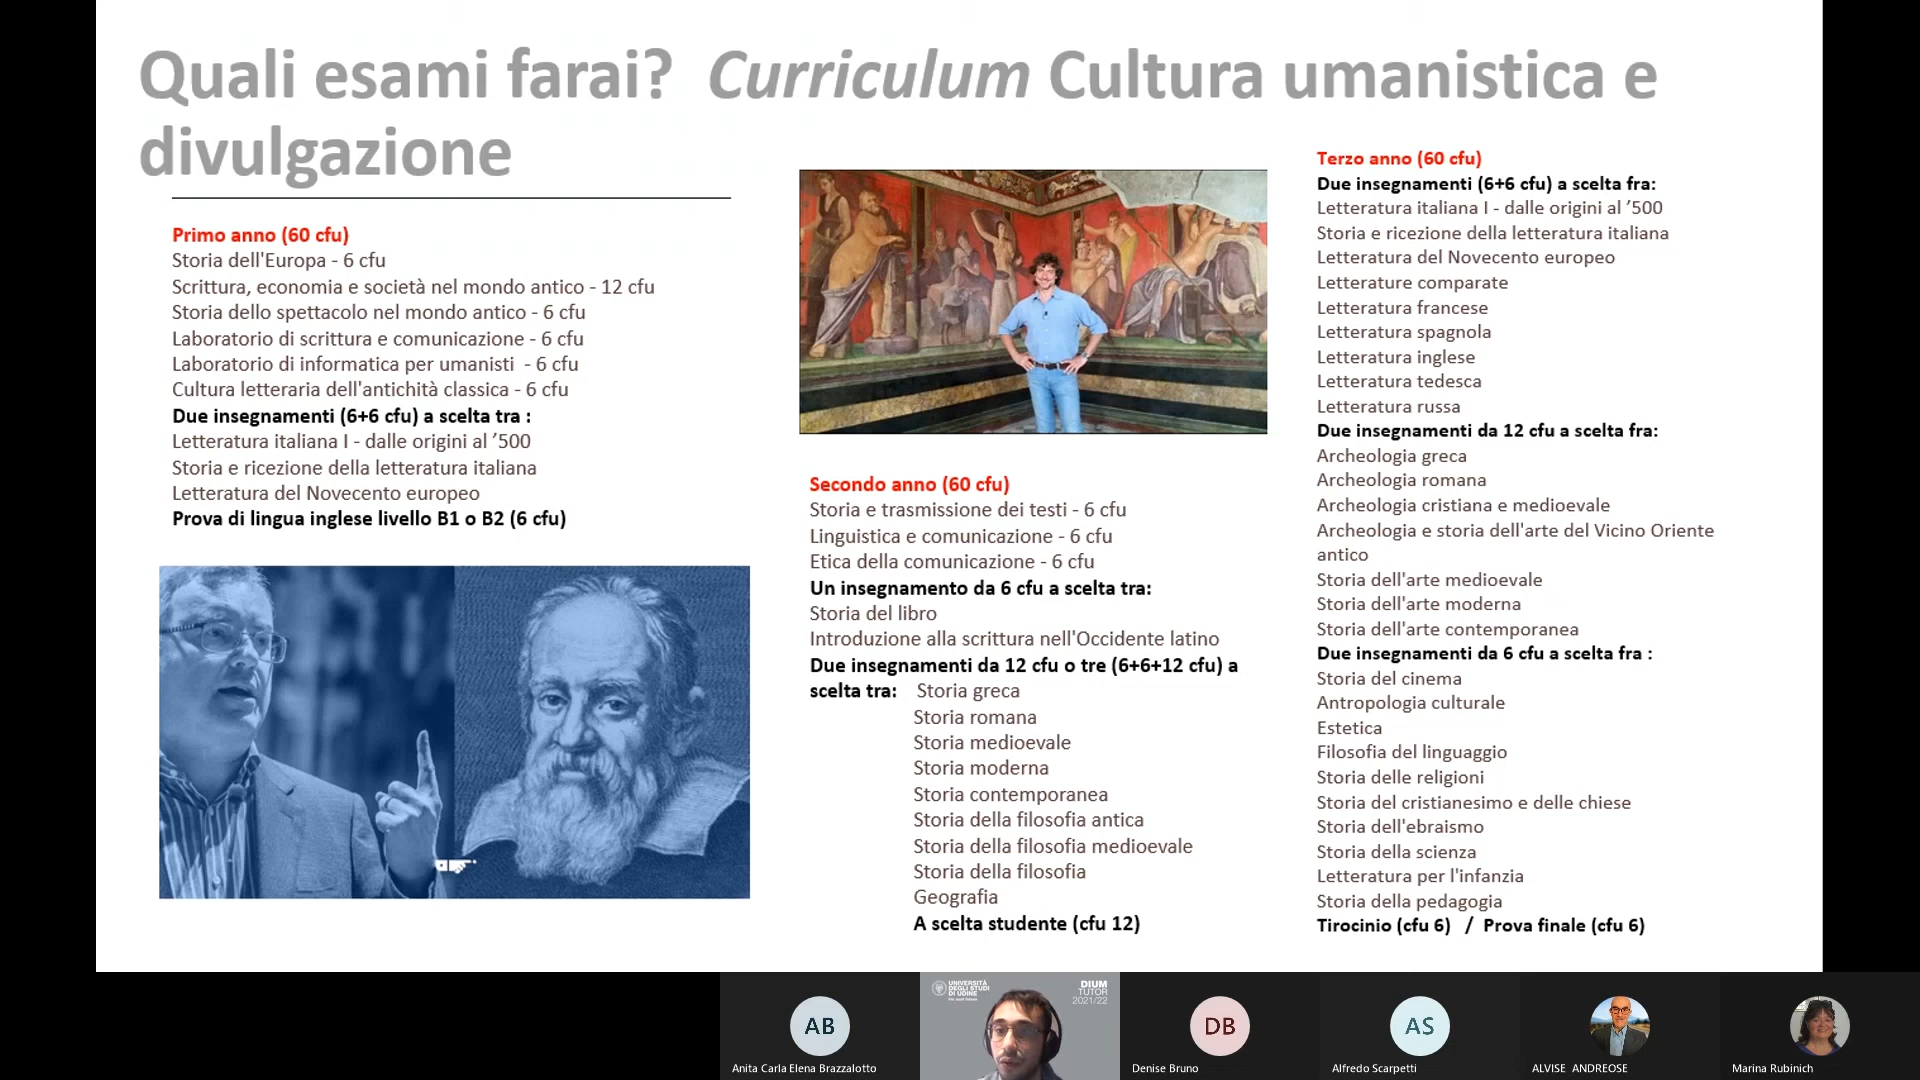 Quali esami farai? Curriculum Cultura umanistica e
divulgazione
Primo anno (60 cfu)
Storia dell'Europa - 6 cfu
Scrittura, economia e società nel mondo antico - 12 cfu
Storia dello spettacolo nel mondo antico - 6 cfu
Laboratorio di scrittura e comunicazione - 6 cfu
Laboratorio di informatica per umanisti - 6 cfu
Cultura letteraria dell'antichità classica - 6 cfu
Due insegnamenti (6+6 cfu) a scelta tra :
Letteratura italiana I - dalle origini al ’500
Storia e ricezione della letteratura italiana
Letteratura del Novecento europeo
Prova di lingua inglese livello B1 o B2 (6 cfu)
Secondo anno (60 cfu)
Storia e trasmissione dei testi - 6 cfu
Linguistica e comunicazione - 6 cfu
Etica della comunicazione - 6 cfu
Un insegnamento da 6 cfu a scelta tra:
Storia del libro
Introduzione alla scrittura nell'Occidente latino
Due insegnamenti da 12 cfu o tre (6+6+12 cfu) a
scelta tra: Storia greca
Storia romana
Storia medioevale
Storia moderna
Storia contemporanea
Storia della filosofia antica
Storia della filosofia medioevale
Storia della filosofia
Geografia
A scelta studente (cfu 12)
Terzo anno (60 cfu)
Due insegnamenti (6+6 cfu) a scelta fra:
Letteratura italiana I - dalle origini al ’500
Storia e ricezione della letteratura italiana
Letteratura del Novecento europeo
Letterature comparate
Letteratura francese
Letteratura spagnola
Letteratura inglese
Letteratura tedesca
Letteratura russa
Due insegnamenti da 12 cfu a scelta fra:
Archeologia greca
Archeologia romana
Archeologia cristiana e medioevale
Archeologia e storia dell'arte del Vicino Oriente
antico
Storia dell'arte medioevale
Storia dell'arte moderna
Storia dell'arte contemporanea
Due insegnamenti da 6 cfu a scelta fra :
Storia del cinema
Antropologia culturale
Estetica
Filosofia del linguaggio
Storia delle religioni
Storia del cristianesimo e delle chiese
Storia dell'ebraismo
Storia della scienza
Letteratura per l'infanzia
Storia della pedagogia
Tirocinio (cfu 6) / Prova finale (cfu 6)
AB
Anita Carla Elena Brazzalotto
UNIVERSITÀ
DEGLI STUDI
DI UDINE
DIUM
TUTOR
2021/22
DB
Denise Bruno
AS
Alfredo Scarpetti
ALVISE ANDREOSE
Marina Rubinich